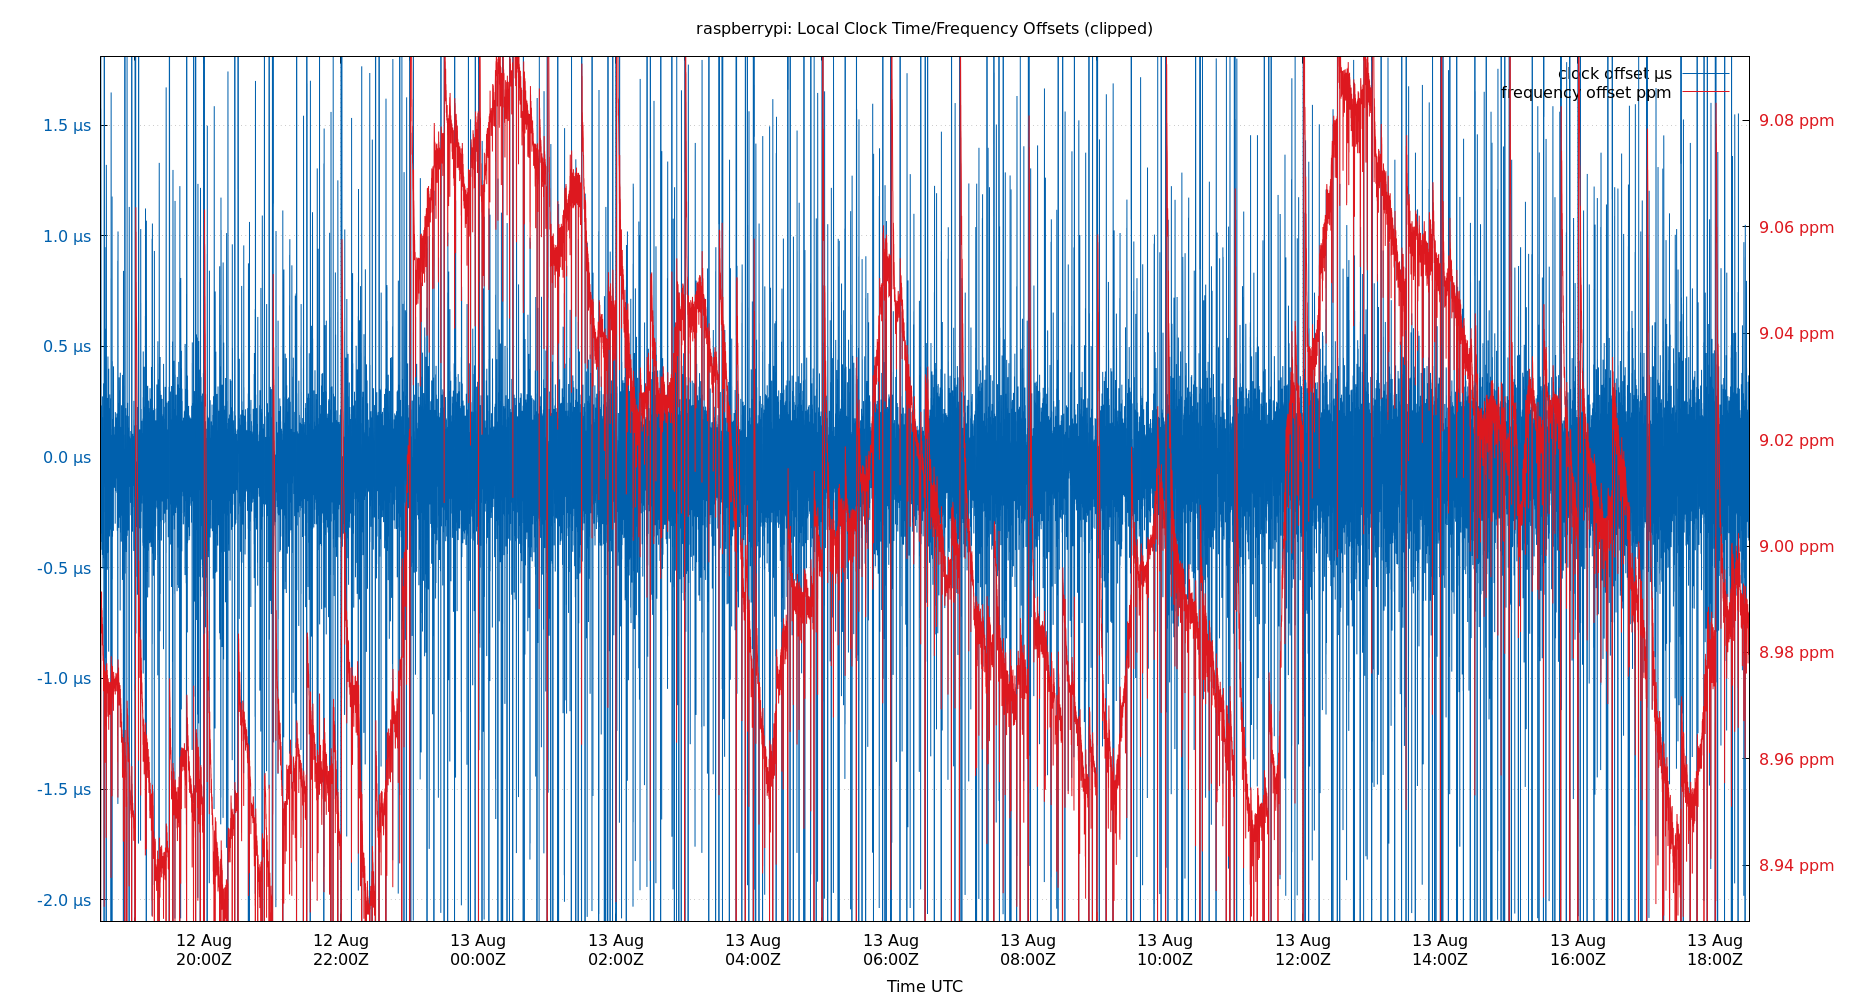 raspberrypi: Local Clock Time/Frequency Offsets (clipped)
clock offset µs
frequency offset ppm
1.5 µs
1.0 µs
0.5 µs
0.0 µs
-0.5 µs
-1.0 µs
-1.5 µs
-2.0 µs
9.08 ppm
9.06 ppm
9.04 ppm
9.02 ppm
9.00 ppm
8.98 ppm
8.96 ppm
8.94 ppm
12 Aug 12 Aug 13 Aug 13 Aug 13 Aug 13 Aug 13 Aug 13 Aug 13 Aug 13 Aug 13 Aug 13 Aug
20:00Z 22:00Z 00:00Z 02:00Z 04:00Z 06:00Z 08:00Z 10:00Z 12:00Z 14:00Z 16:00Z 18:00Z
Time UTC